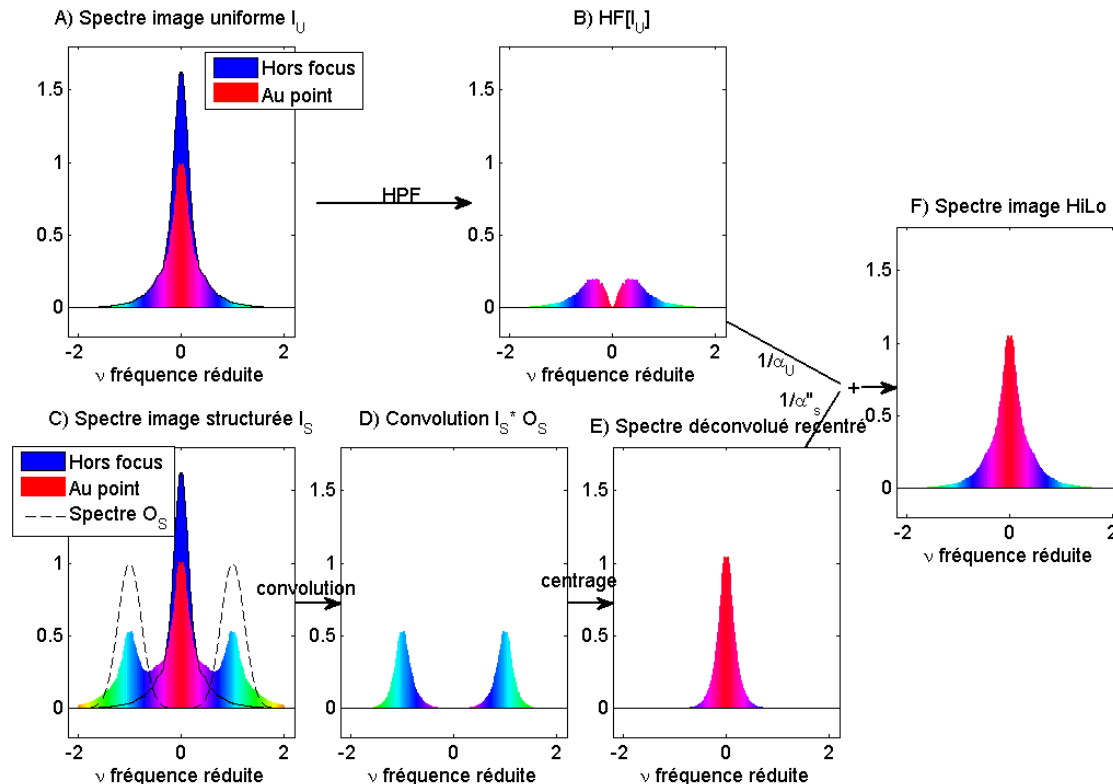 A) Spectre image uniforme I_U
Hors focus
Au point
1.5
1
0.5
0
-2 0 2
ν fréquence réduite
HPF
B) HF[I_U]
1.5
1
0.5
0
-2 0 2
ν fréquence réduite
1/α_U
1/α"_s
+
C) Spectre image structurée I_S
Hors focus
Au point
Spectre O_S
1
0.5
0
-2 0 2
ν fréquence réduite
convolution
D) Convolution I_S* O_S
1.5
1
0.5
0
-2 0 2
ν fréquence réduite
centrage
E) Spectre déconvolué recentré
1.5
1
0.5
0
-2 0 2
ν fréquence réduite
F) Spectre image HiLo
1.5
1
0.5
0
-2 0 2
ν fréquence réduite